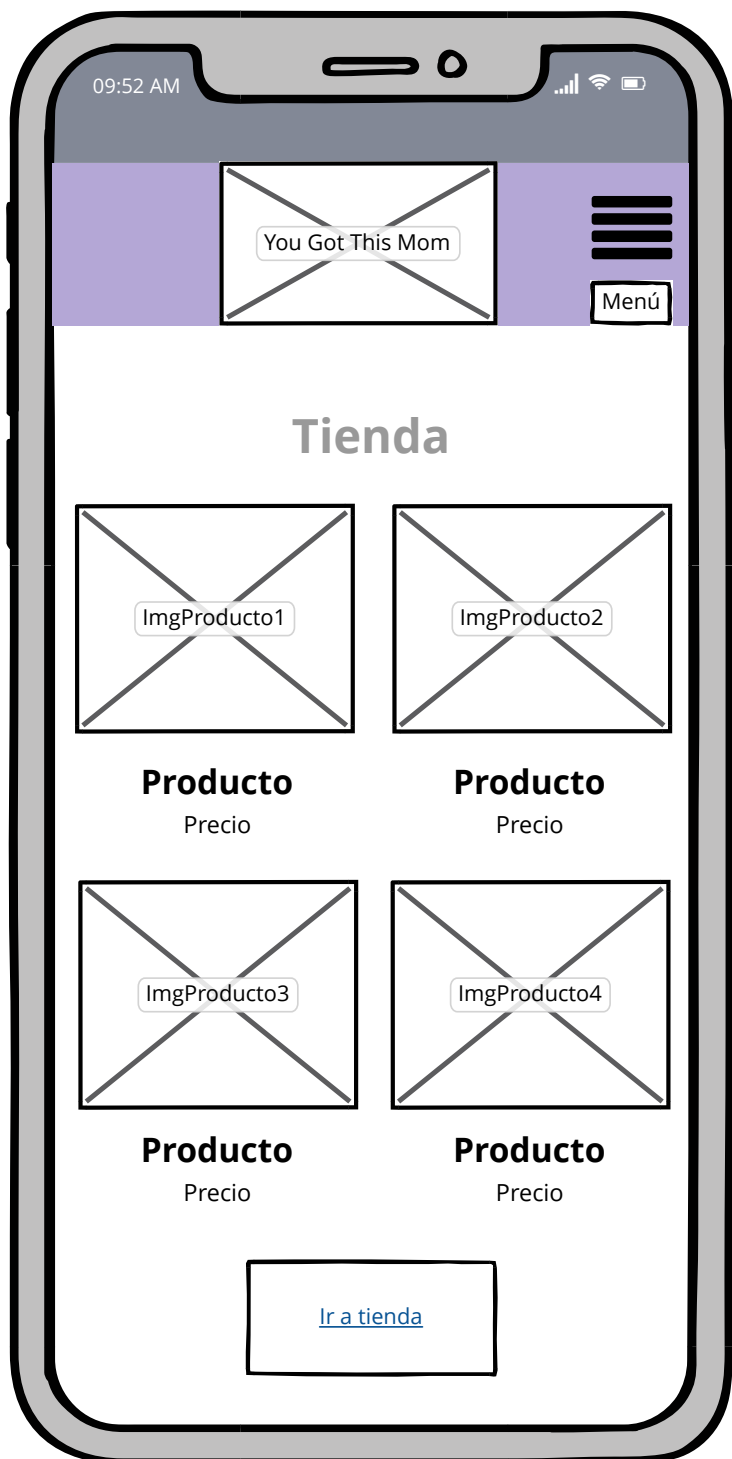 09:52 AM
You Got This Mom
Menú
Tienda
ImgProducto1 ImgProducto2
Producto Producto
Precio Precio
ImgProducto3 ImgProducto4
Producto Producto
Precio Precio
Ir a tienda